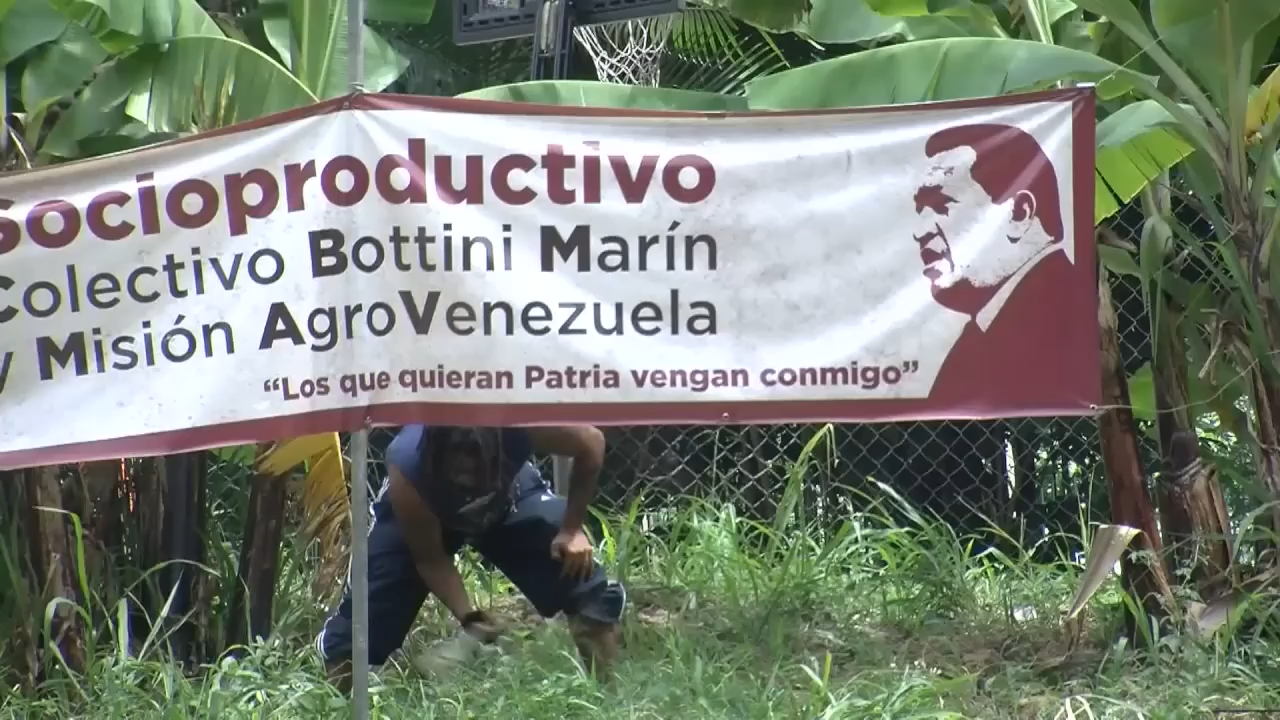 Socioproductivo
Colectivo Bottini Marín
y Misión AgroVenezuela
“Los que quieran Patria vengan conmigo”